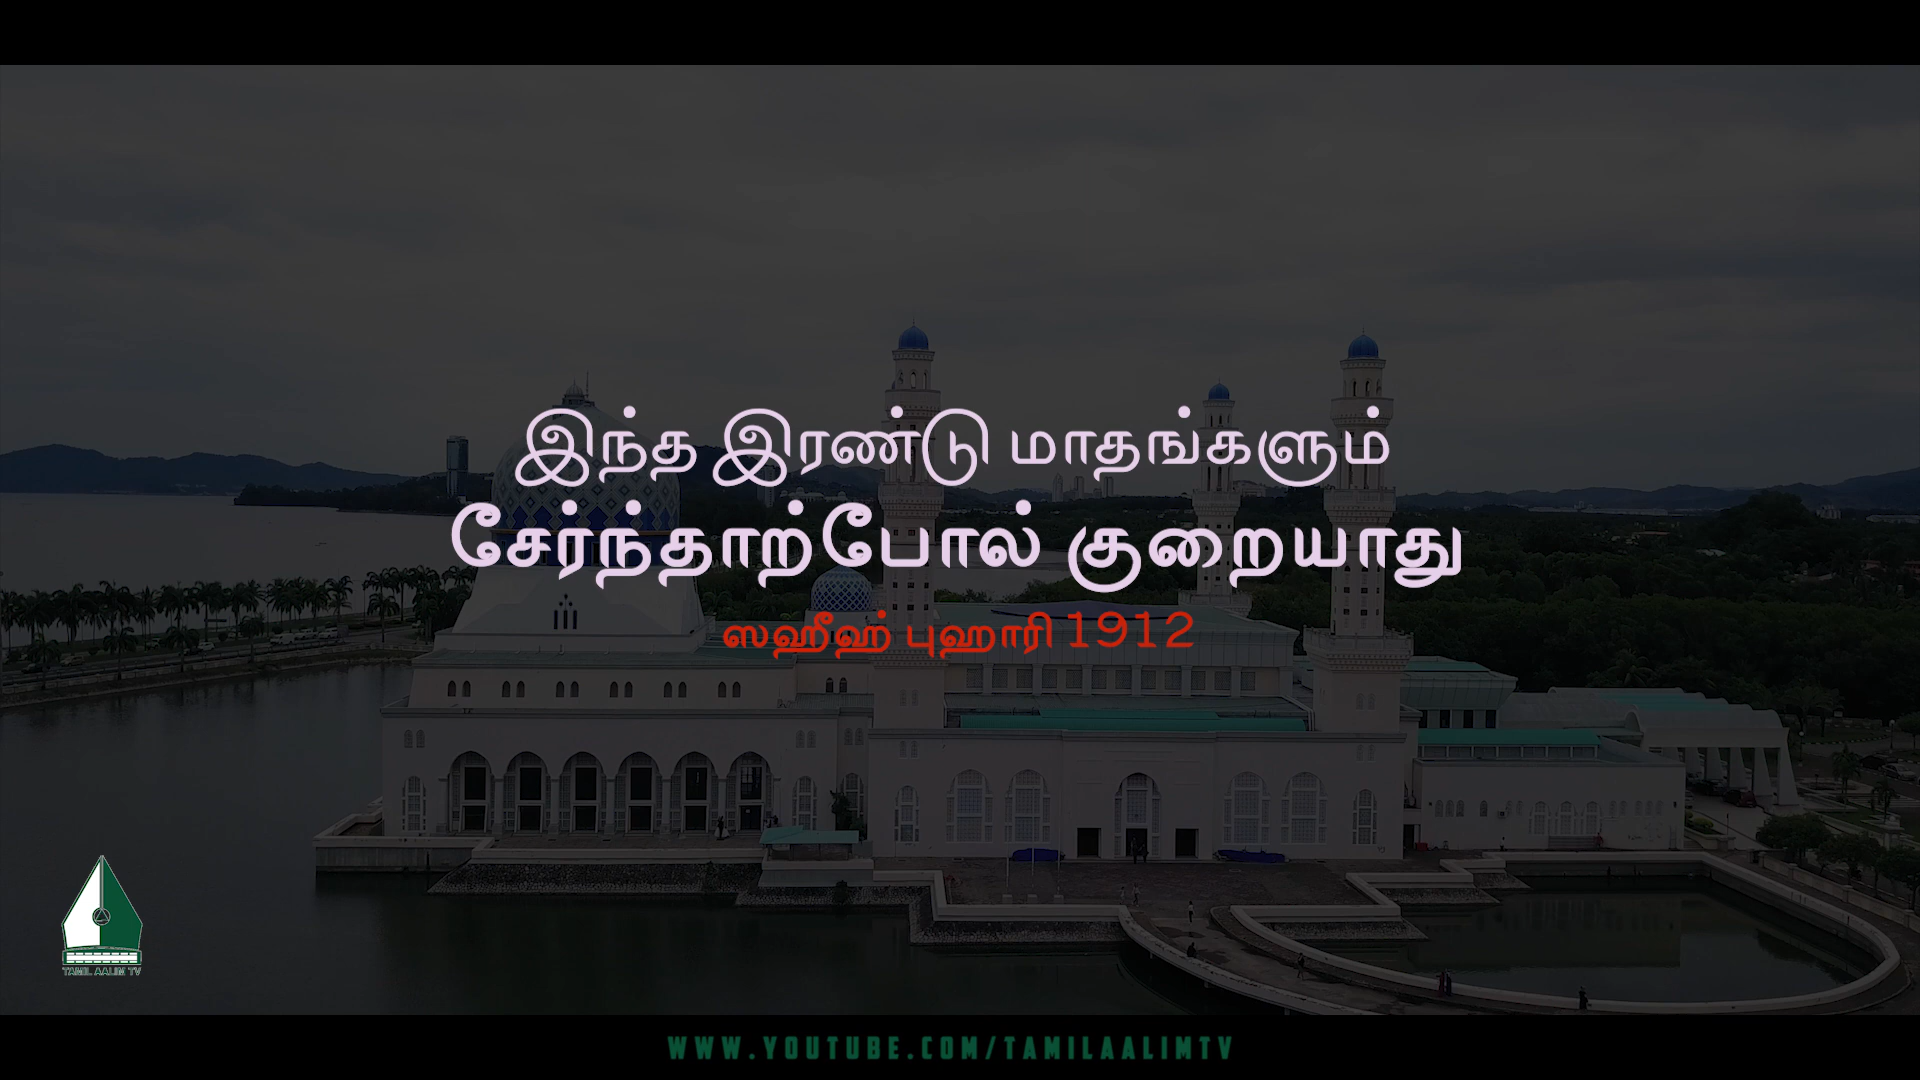 இந்த இரண்டு மாதங்களும்
சேர்ந்தாற்போல் குறையாது
ஸஹீஹ் புஹாரி 1912
TAMIL AALIM TV
WWW.YOUTUBE.COM/TAMILAALIMTV